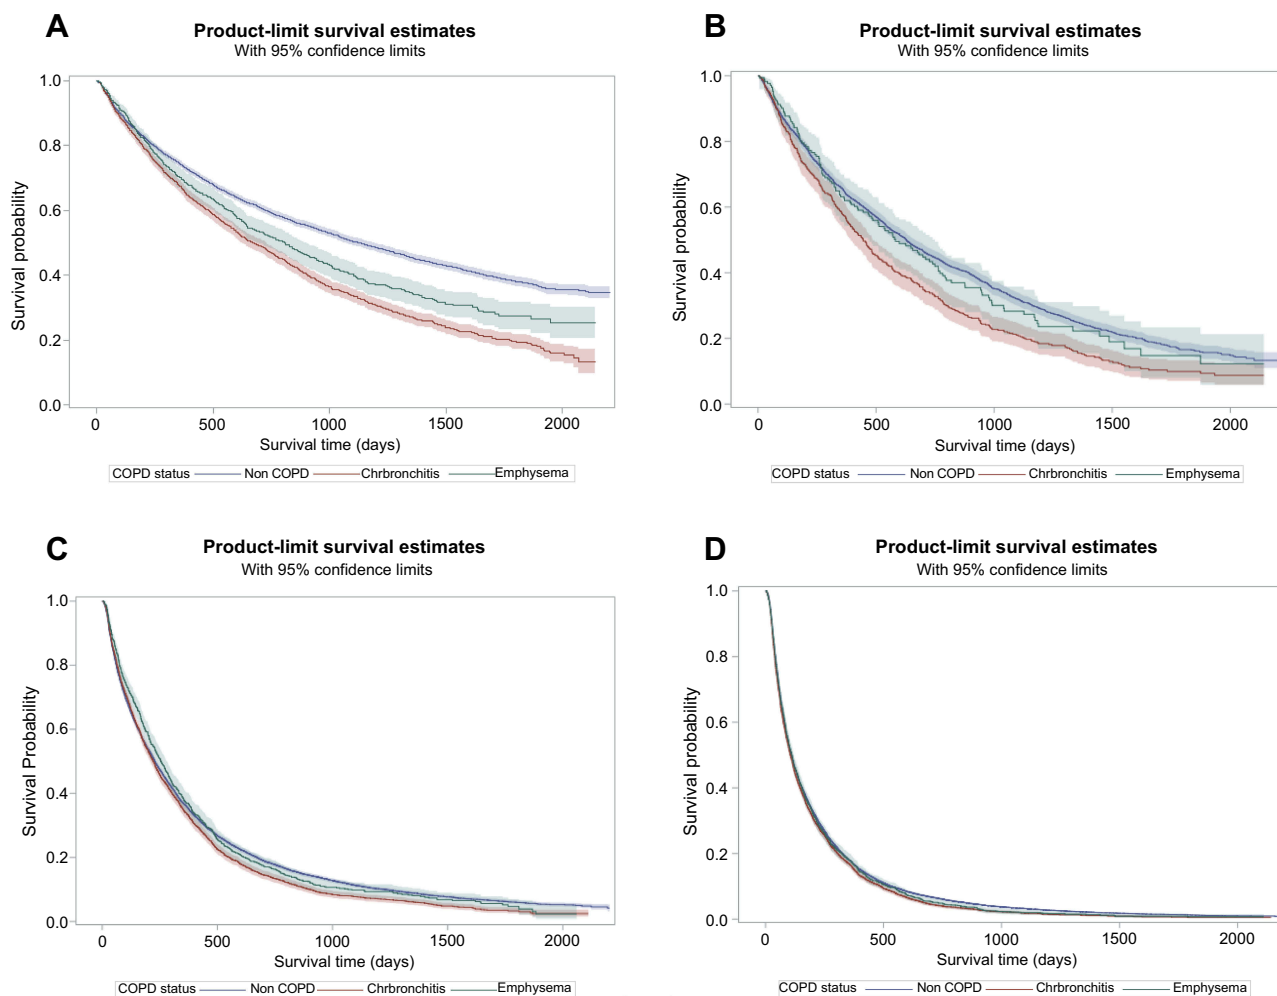 A
Product-limit survival estimates
With 95% confidence limits
1.0
0.8
0.6
0.4
0.2
0.0
Survival probability
0 500 1000 1500 2000
Survival time (days)
COPD status Non COPD Chrbronchitis Emphysema
B
Product-limit survival estimates
With 95% confidence limits
1.0
0.8
0.6
0.4
0.2
0.0
Survival probability
0 500 1000 1500 2000
Survival time (days)
COPD status Non COPD Chrbronchitis Emphysema
C
Product-limit survival estimates
With 95% confidence limits
1.0
0.8
0.6
0.4
0.2
0.0
Survival Probability
0 500 1000 1500 2000
Survival time (days)
COPD status Non COPD Chrbronchitis Emphysema
D
Product-limit survival estimates
With 95% confidence limits
1.0
0.8
0.6
0.4
0.2
0.0
Survival probability
0 500 1000 1500 2000
Survival time (days)
COPD status Non COPD Chrbronchitis Emphysema